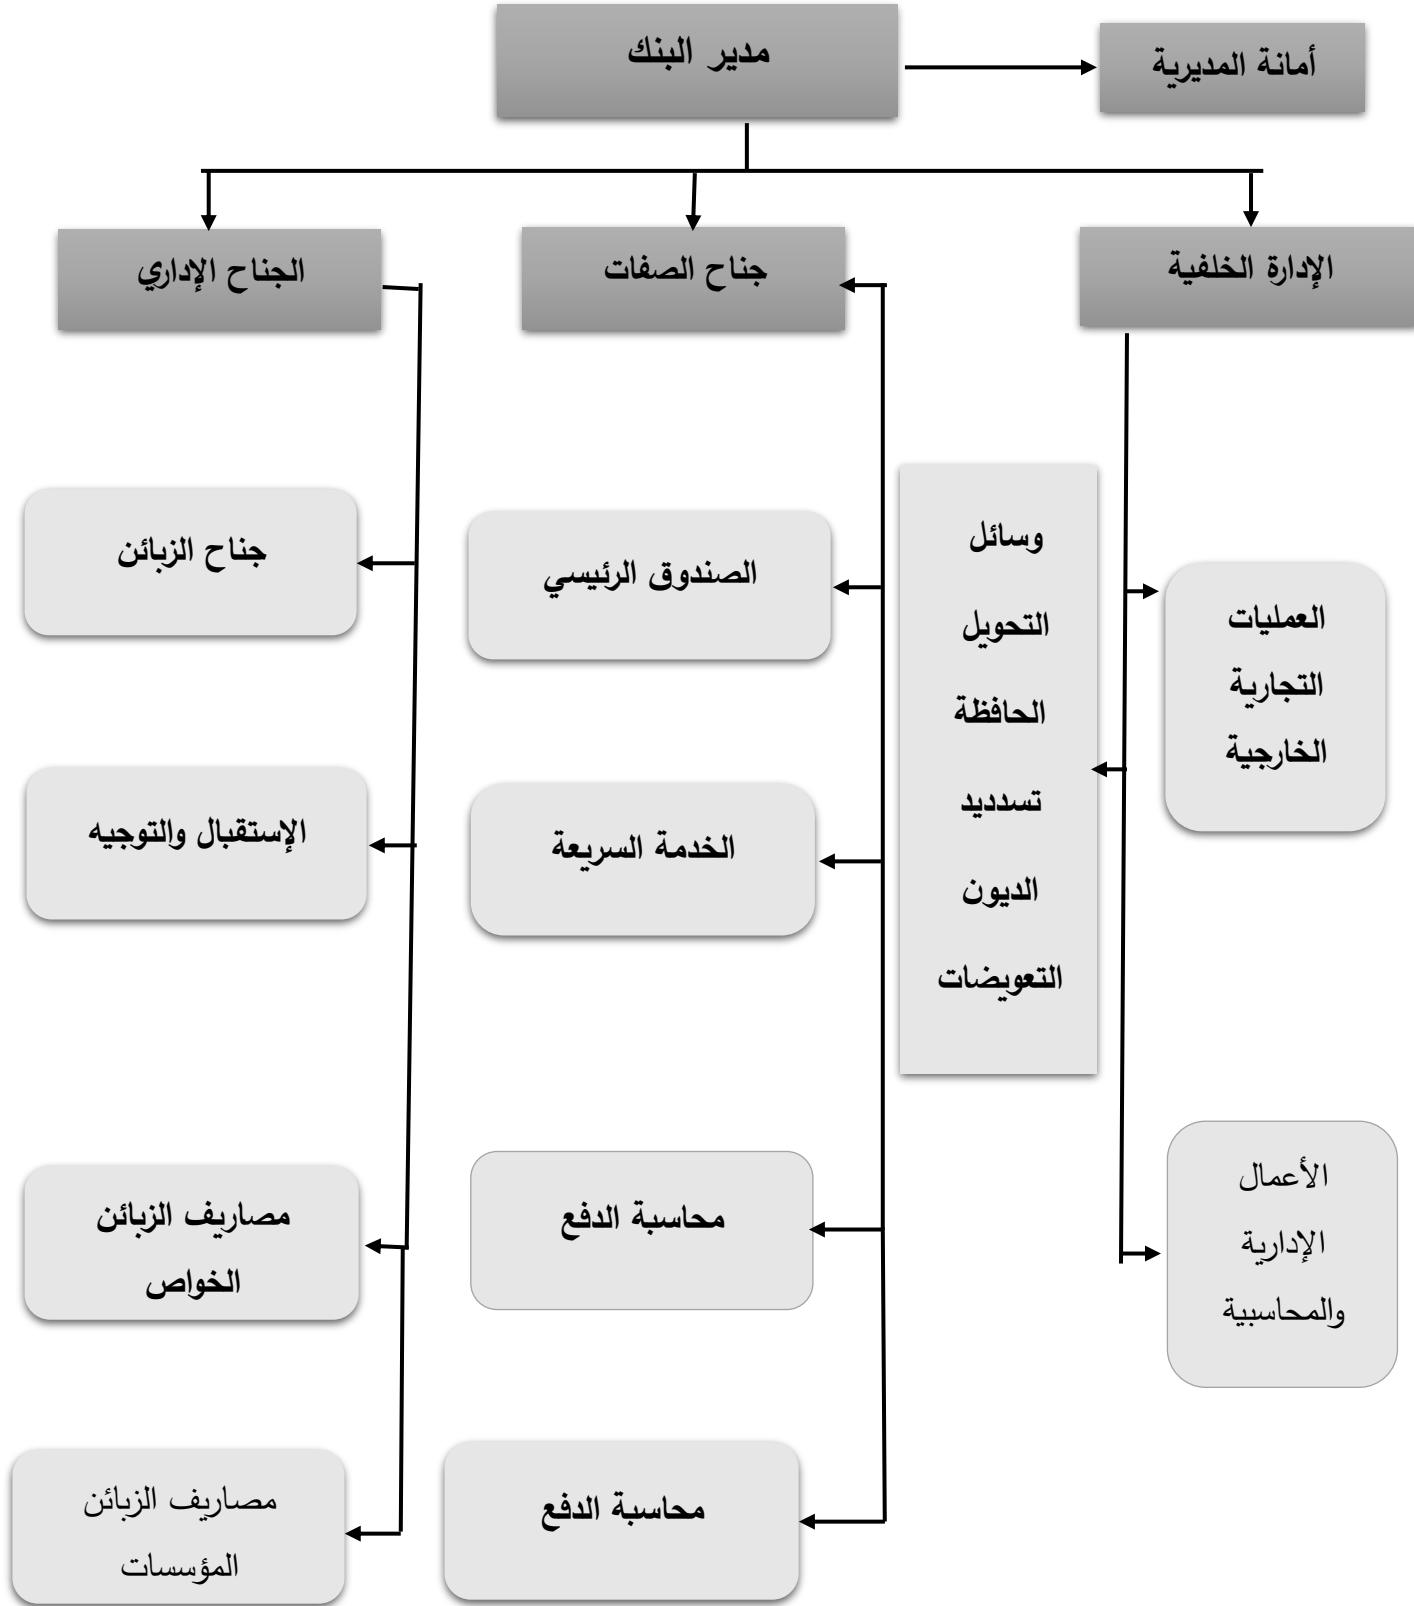 مدير البنك
أمانة المديرية
الإدارة الخلفية
جناح الصفات
الجناح الإداري
العمليات
التجارية
الخارجية
الأعمال
الإدارية
والمحاسبية
وسائل
التحويل
الحافظة
تسدديد
الديون
التعويضات
الصندوق الرئيسي
الخدمة السريعة
محاسبة الدفع
محاسبة الدفع
جناح الزبائن
الإستقبال والتوجيه
مصاريف الزبائن
الخواص
مصاريف الزبائن
المؤسسات